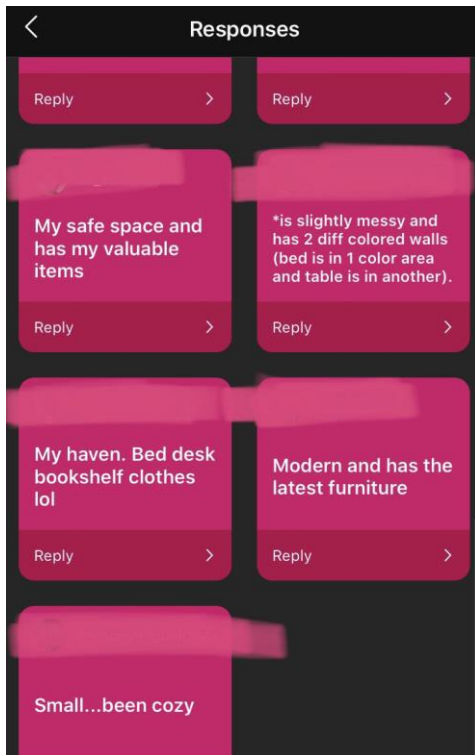 Responses
Reply
Reply
My safe space and
has my valuable
items
Reply
*is slightly messy and
has 2 diff colored walls
(bed is in 1 color area
and table is in another).
Reply
My haven. Bed desk
bookshelf clothes
lol
Reply
Modern and has the
latest furniture
Reply
Small...been cozy